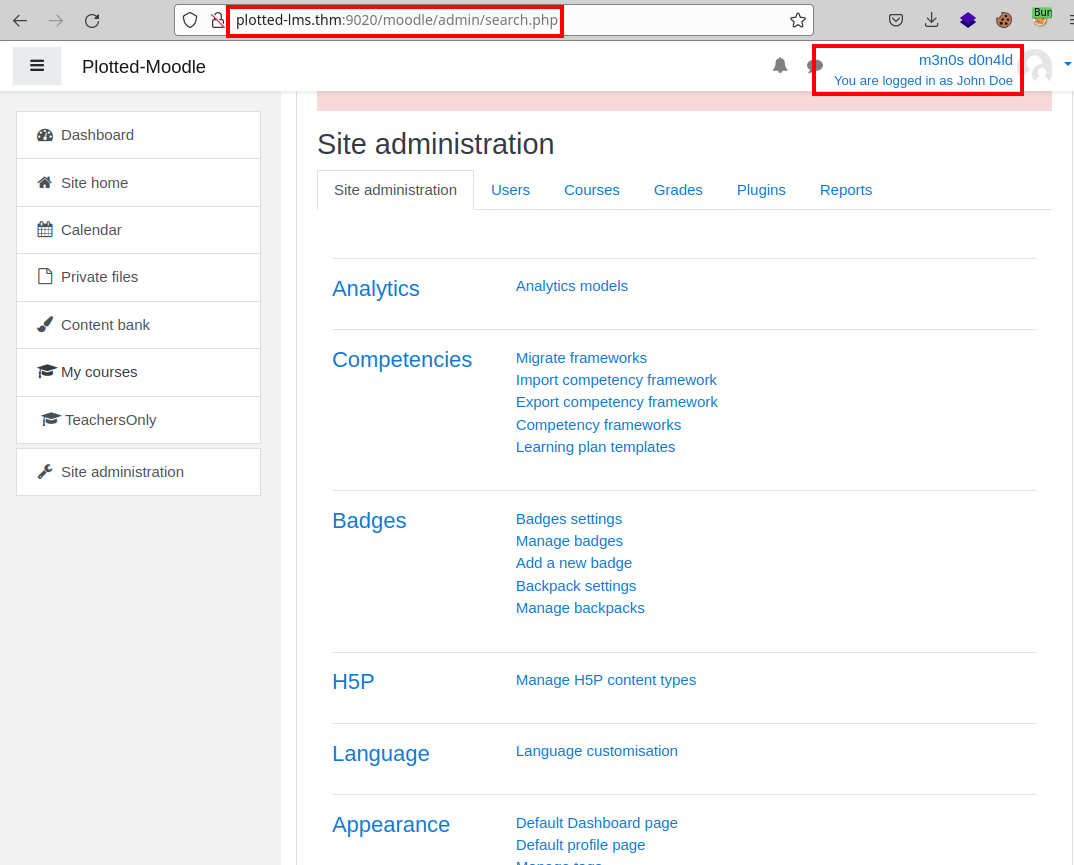 plotted-lms.thm:9020/moodle/admin/search.php
Bur
Plotted-Moodle
m3n0s d0n4ld
You are logged in as John Doe
Dashboard
Site home
Calendar
Private files
Content bank
My courses
TeachersOnly
Site administration
Site administration
Site administration Users Courses Grades Plugins Reports
Analytics
Analytics models
Competencies
Migrate frameworks
Import competency framework
Export competency framework
Competency frameworks
Learning plan templates
Badges
Badges settings
Manage badges
Add a new badge
Backpack settings
Manage backpacks
H5P
Manage H5P content types
Language
Language customisation
Appearance
Default Dashboard page
Default profile page
Manage tags